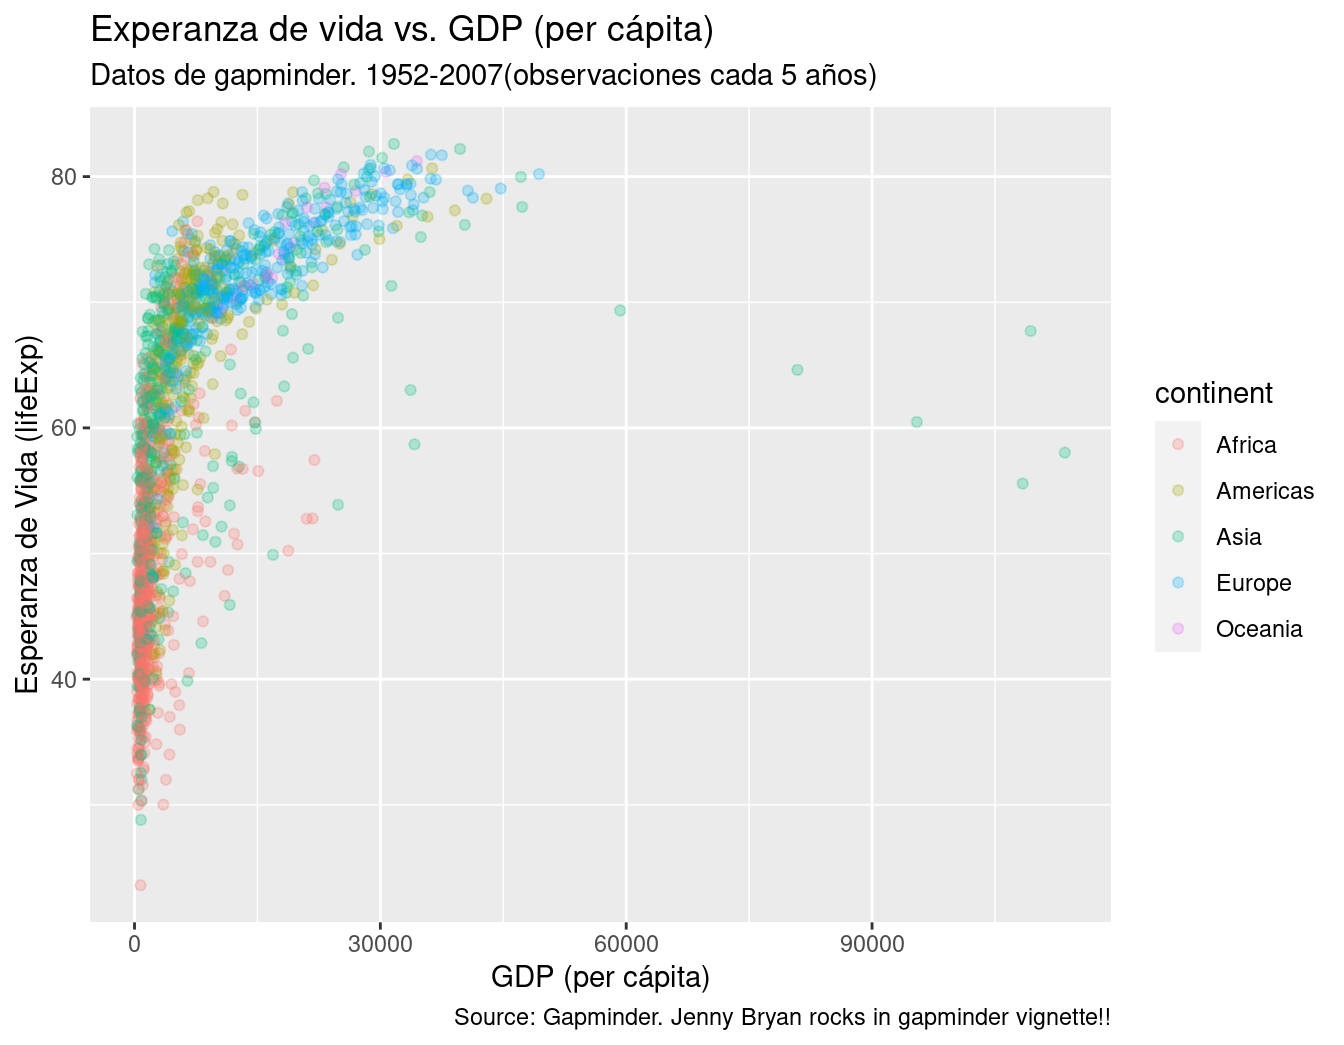 Experanza de vida vs. GDP (per cápita)
Datos de gapminder. 1952-2007(observaciones cada 5 años)
Esperanza de Vida (lifeExp)
80
60
40
0
30000
60000
90000
GDP (per cápita)
continent
Africa
Americas
Asia
Europe
Oceania
Source: Gapminder. Jenny Bryan rocks in gapminder vignette!!